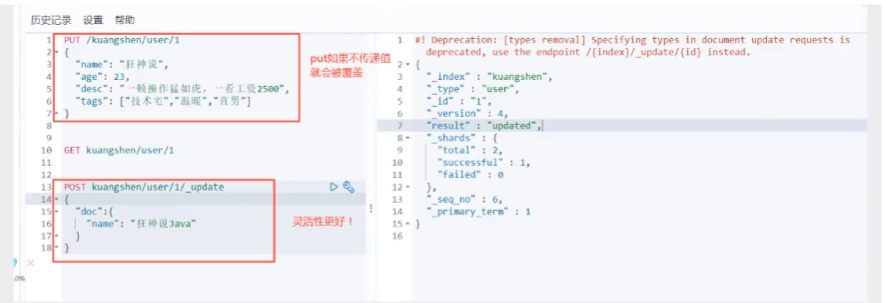 历史记录 设置 帮助
1 PUT /kuangshen/user/1
2 {
3 "name": "狂神说",
4 "age": 23,
5 "desc": "一顿操作猛如虎，一看工资2500",
6 "tags": ["技术宅","温暖","直男"]
7 }
8
9
10 GET kuangshen/user/1
11
12
13 POST kuangshen/user/1/_update
14 {
15 "doc":{
16 "name": "狂神说Java"
17 }
18 }
put如果不传递值
就会被覆盖
灵活性更好！
1 #! Deprecation: [types removal] Specifying types in document update requests is
deprecated, use the endpoint /{index}/_update/{id} instead.
2 {
3 "_index" : "kuangshen",
4 "_type" : "user",
5 "_id" : "1",
6 "_version" : 4,
7 "result" : "updated",
8 "_shards" : {
9 "total" : 2,
10 "successful" : 1,
11 "failed" : 0
12 },
13 "_seq_no" : 6,
14 "_primary_term" : 1
15 }
16
.0%